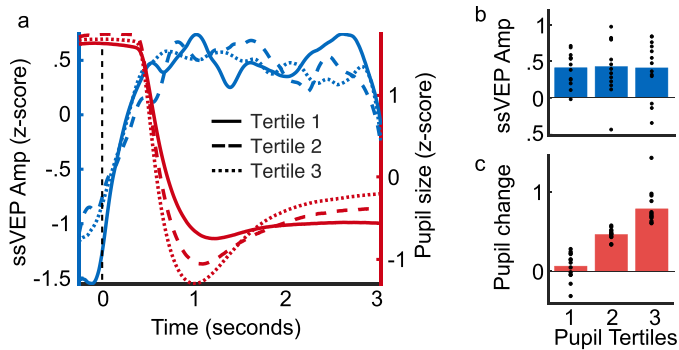 a
ssVEP Amp (z-score)
.5
0
-.5
-1
-1.5
Tertile 1
Tertile 2
Tertile 3
1
0
-1
Pupil size (z-score)
0
1
2
3
Time (seconds)
b
ssVEP Amp
1
.5
0
.5
c
Pupil change
1
0
1
2
3
Pupil Tertiles